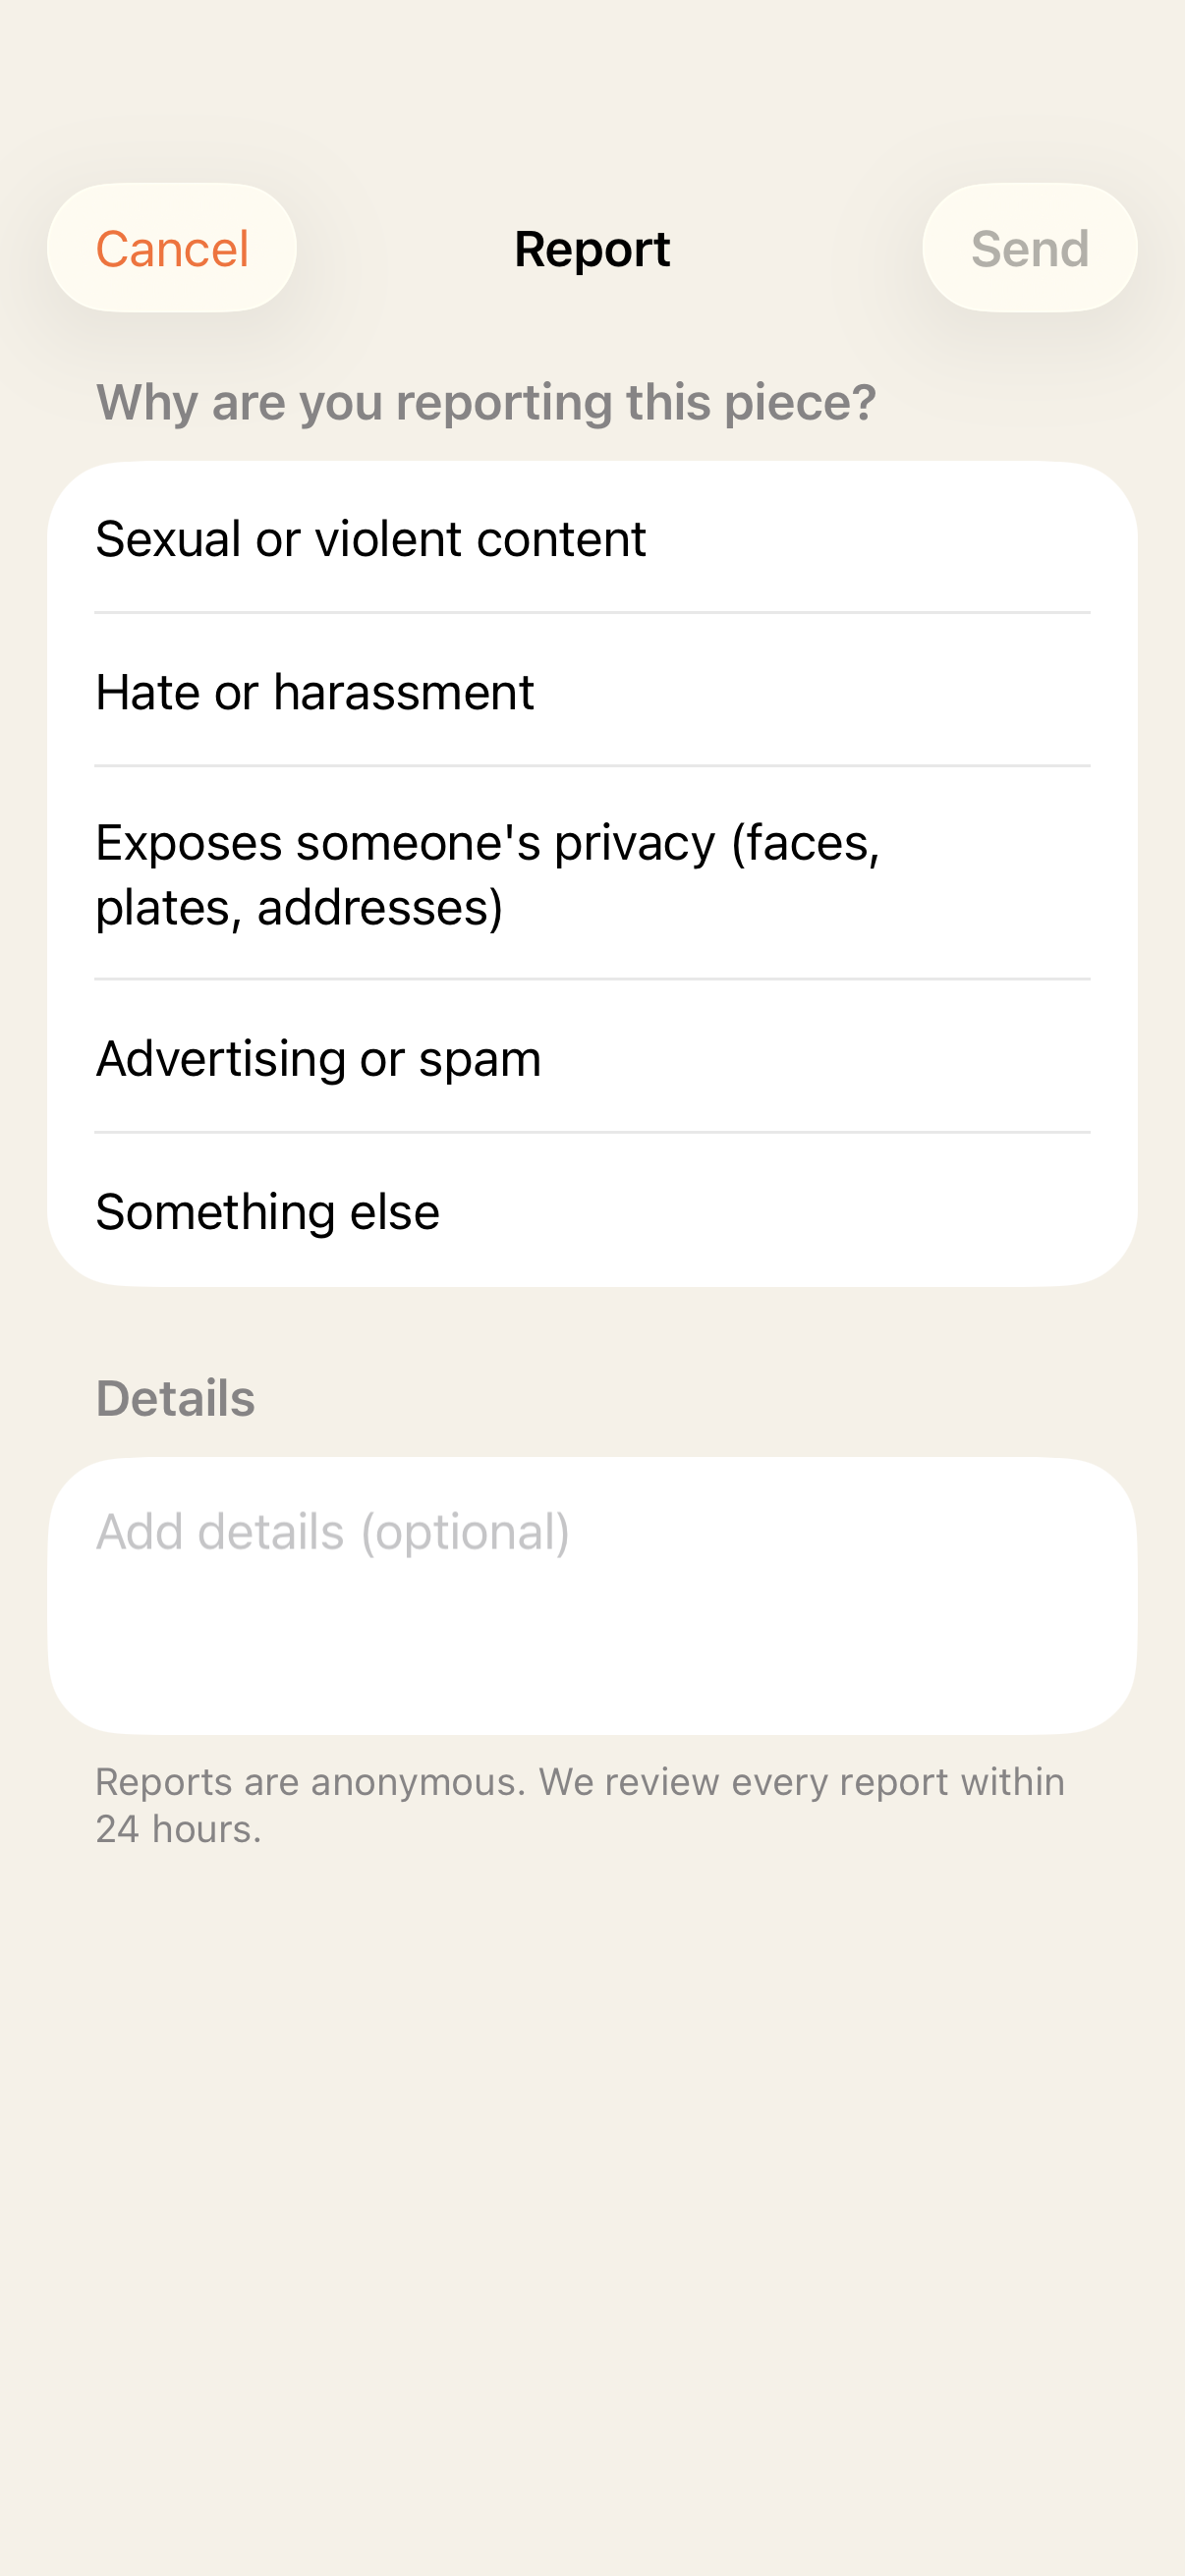 Cancel
Report
Send
Why are you reporting this piece?
Sexual or violent content
Hate or harassment
Exposes someone's privacy (faces,
plates, addresses)
Advertising or spam
Something else
Details
Add details (optional)
Reports are anonymous. We review every report within
24 hours.